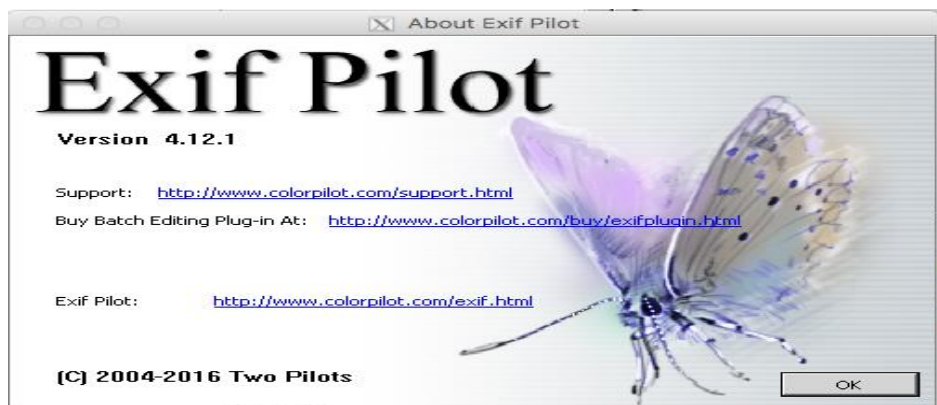 About Exif Pilot
Exif Pilot
Version 4.12.1
Support: http://www.colorpilot.com/support.html
Buy Batch Editing Plug-in At: http://www.colorpilot.com/buy/exifplugin.html
Exif Pilot: http://www.colorpilot.com/exif.html
(C) 2004-2016 Two Pilots
OK